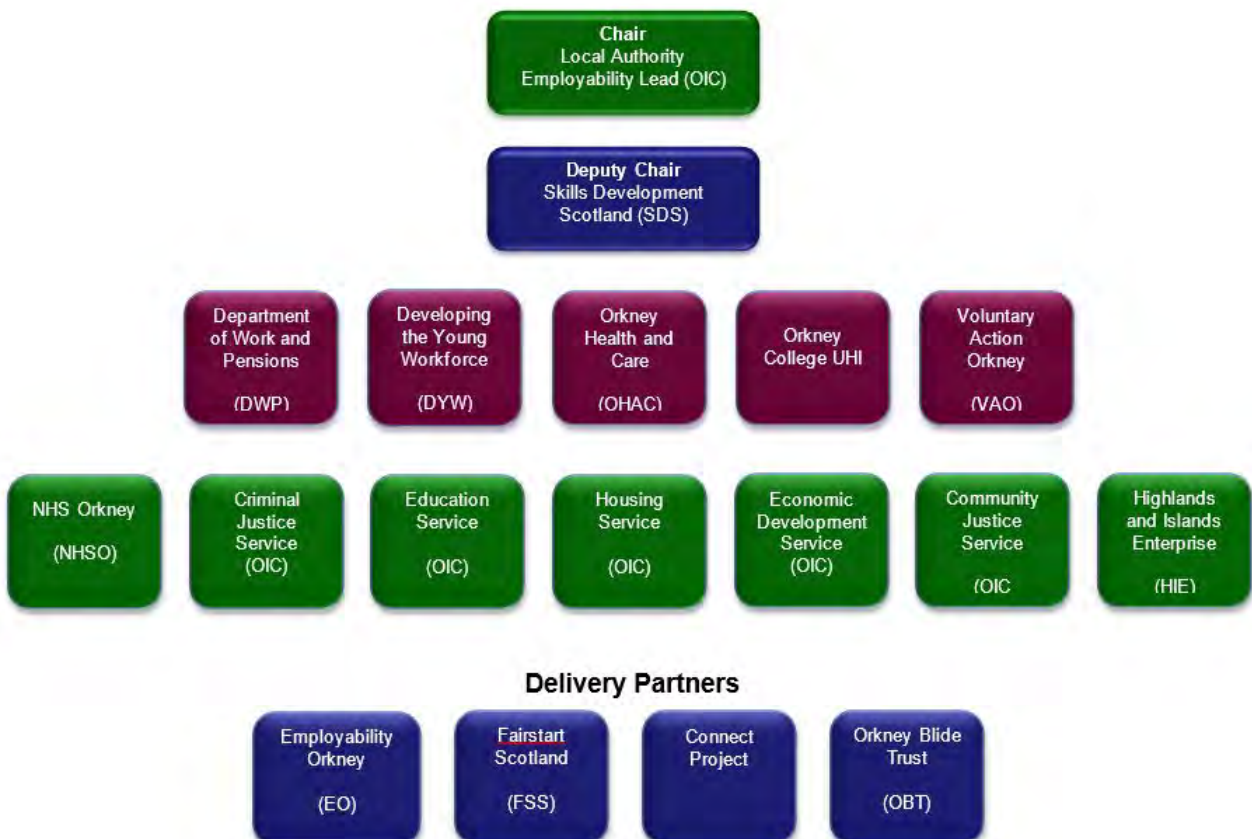 Chair
Local Authority
Employability Lead (OIC)
Deputy Chair
Skills Development
Scotland (SDS)
Department
of Work and
Pensions
(DWP)
Developing
the Young
Workforce
(DYW)
Orkney
Health and
Care
(OHAC)
Orkney
College UHI
Voluntary
Action
Orkney
(VAO)
NHS Orkney
(NHSO)
Criminal
Justice
Service
(OIC)
Education
Service
(OIC)
Housing
Service
(OIC)
Economic
Development
Service
(OIC)
Community
Justice
Service
(OIC
Highlands
and Islands
Enterprise
(HIE)
Delivery Partners
Employability
Orkney
(EO)
Fairstart
Scotland
(FSS)
Connect
Project
Orkney Blide
Trust
(OBT)